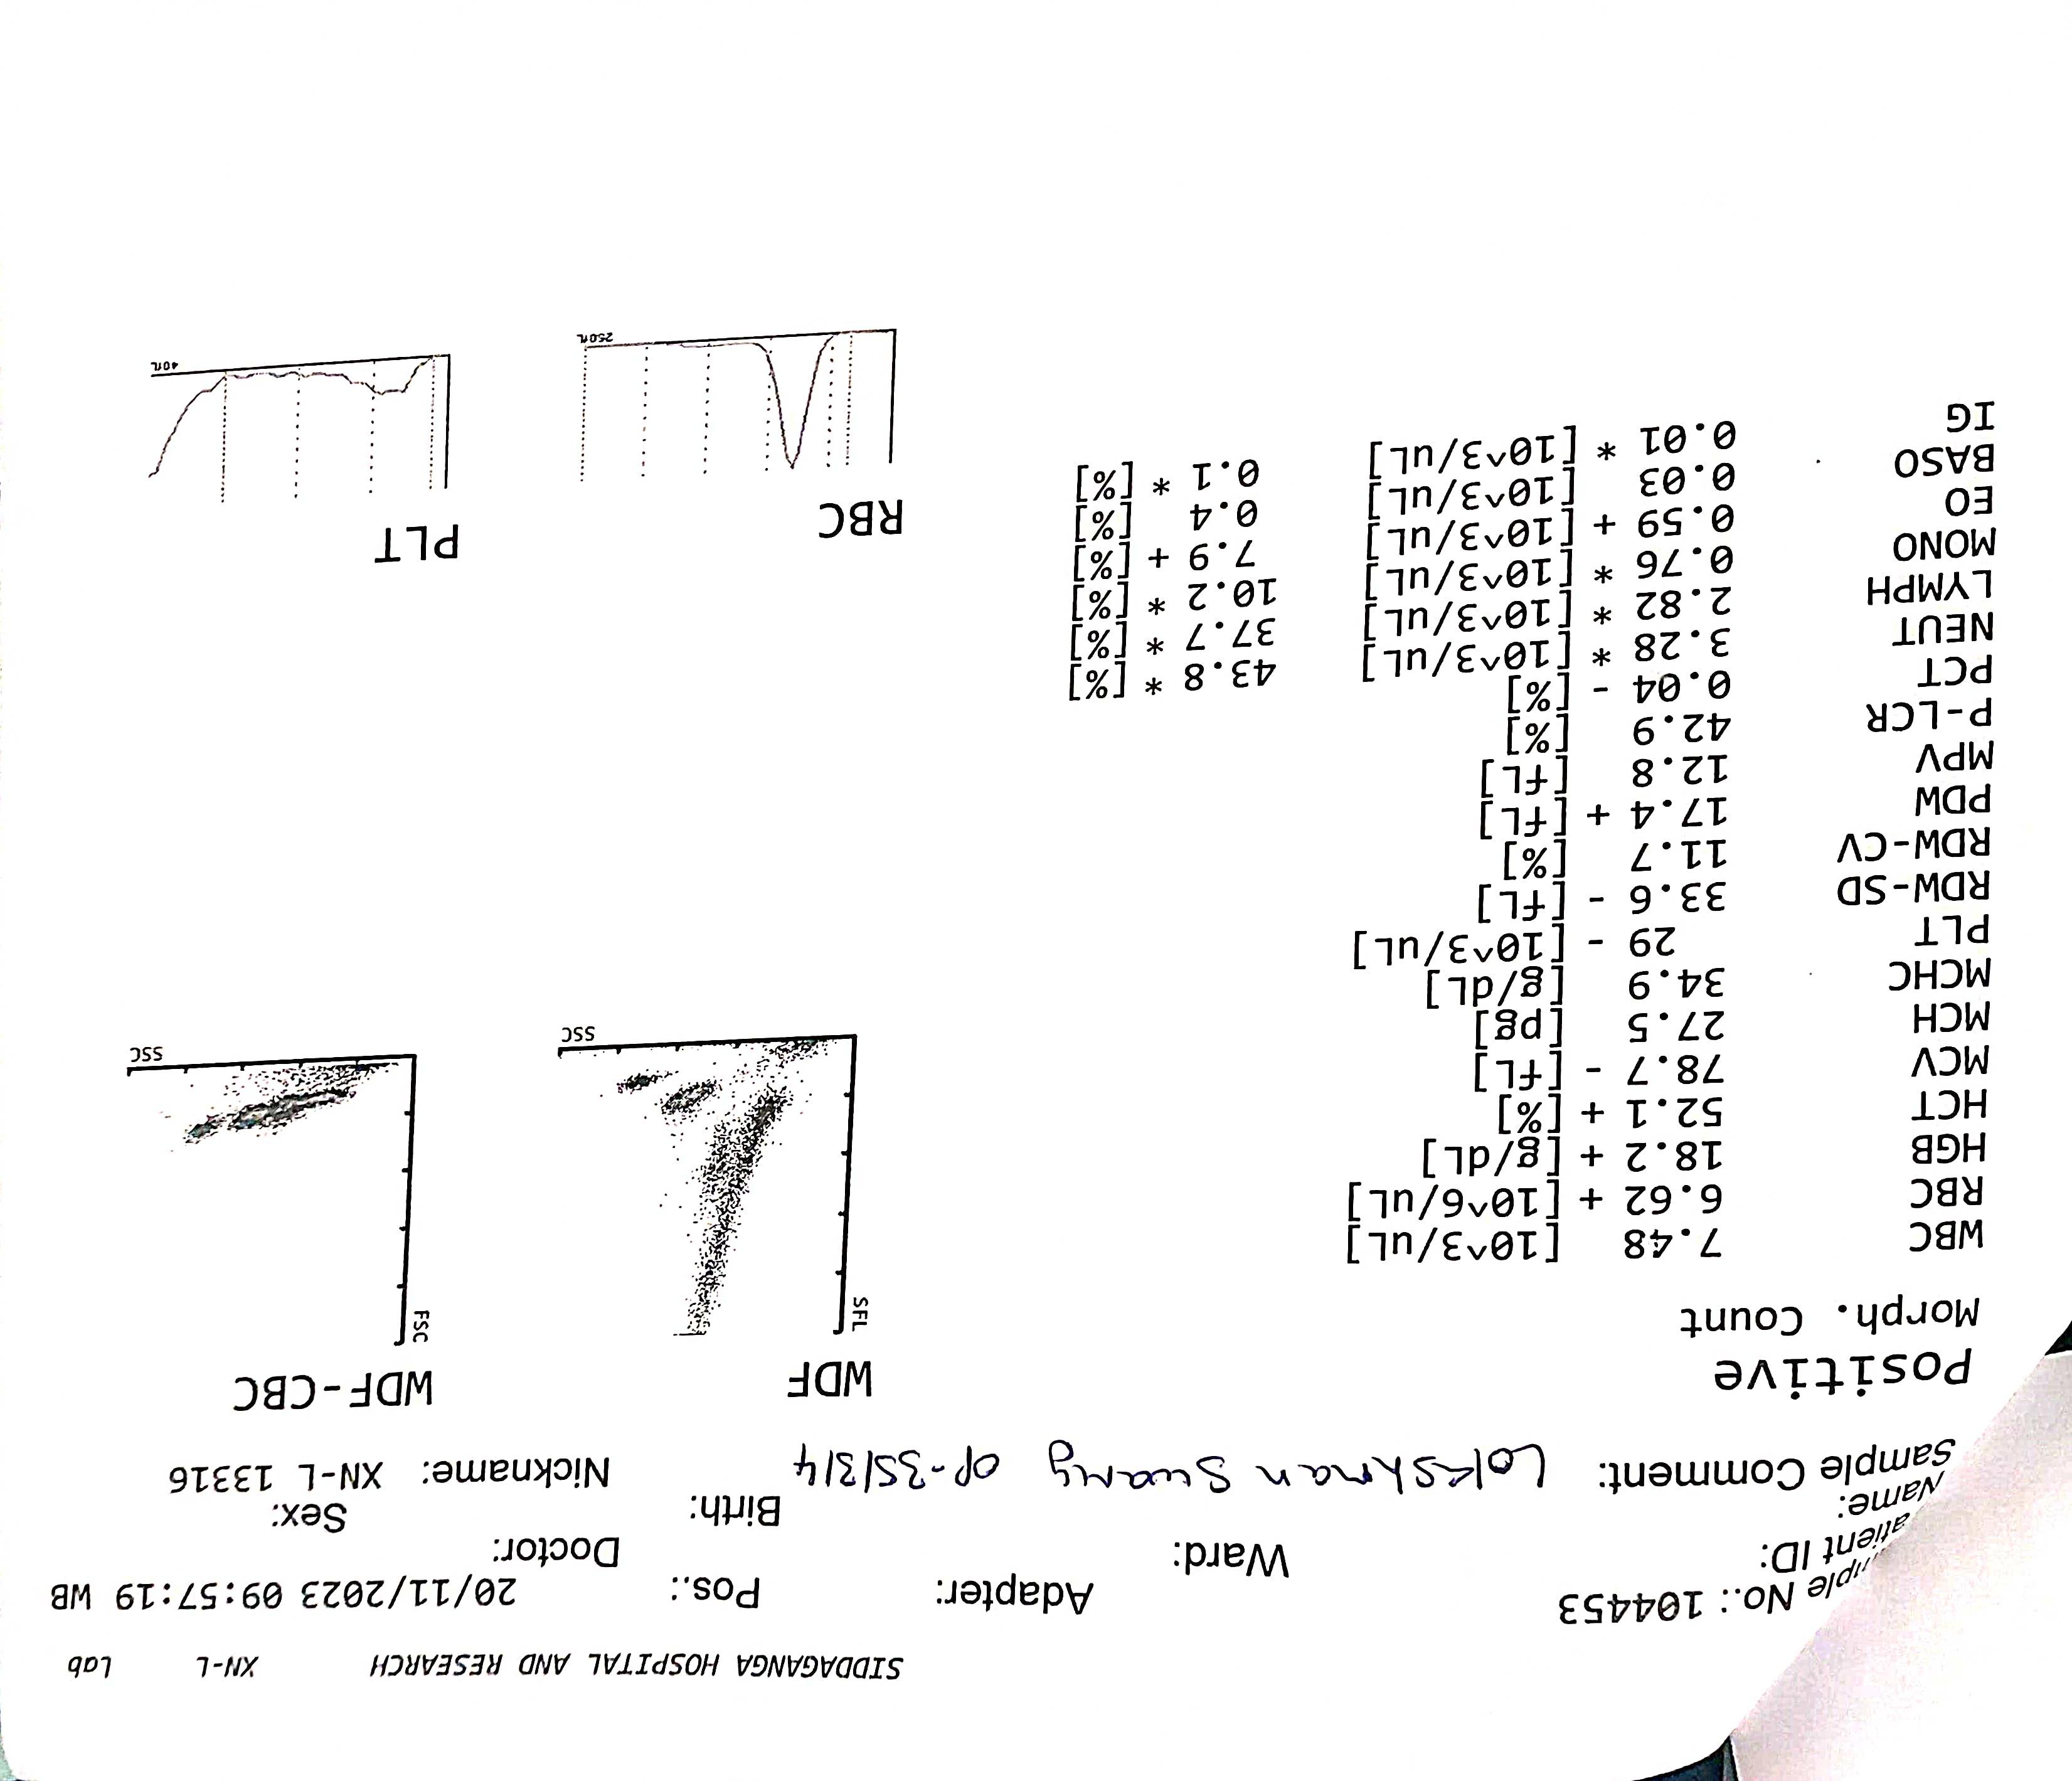 SIDDAGANGA HOSPITAL AND RESEARCH XN-L Lab
No.: 104453 Adapter: Pos.: 20/11/2023 09:57:19 WB
atient ID: Ward: Doctor:
Name: Birth: Sex:
Sample Comment: Lokshman Swamy OP-35/3/4 Nickname: XN-L 13316
Positive
Morph. Count
WDF WDF-CBC
SFL FSC
SSC SSC
WBC 7.48 [10^3/uL]
RBC 6.62 + [10^6/uL]
HGB 18.2 + [g/dL]
HCT 52.1 + [%]
MCV 78.7 - [fL]
MCH 27.5 [pg]
MCHC 34.9 [g/dL]
PLT 29 - [10^3/uL]
RDW-SD 33.6 - [fL]
RDW-CV 11.7 [%]
PDW 17.4 + [fL]
MPV 12.8 [fL]
P-LCR 42.9 [%]
PCT 0.04 - [%]
NEUT 3.28 * [10^3/uL] 43.8 * [%]
LYMPH 2.82 * [10^3/uL] 37.7 * [%]
MONO 0.76 * [10^3/uL] 10.2 * [%]
EO 0.59 + [10^3/uL] 7.9 + [%]
BASO 0.03 [10^3/uL] 0.4 [%]
IG 0.01 * [10^3/uL] 0.1 * [%]
RBC PLT
250fL 40fL